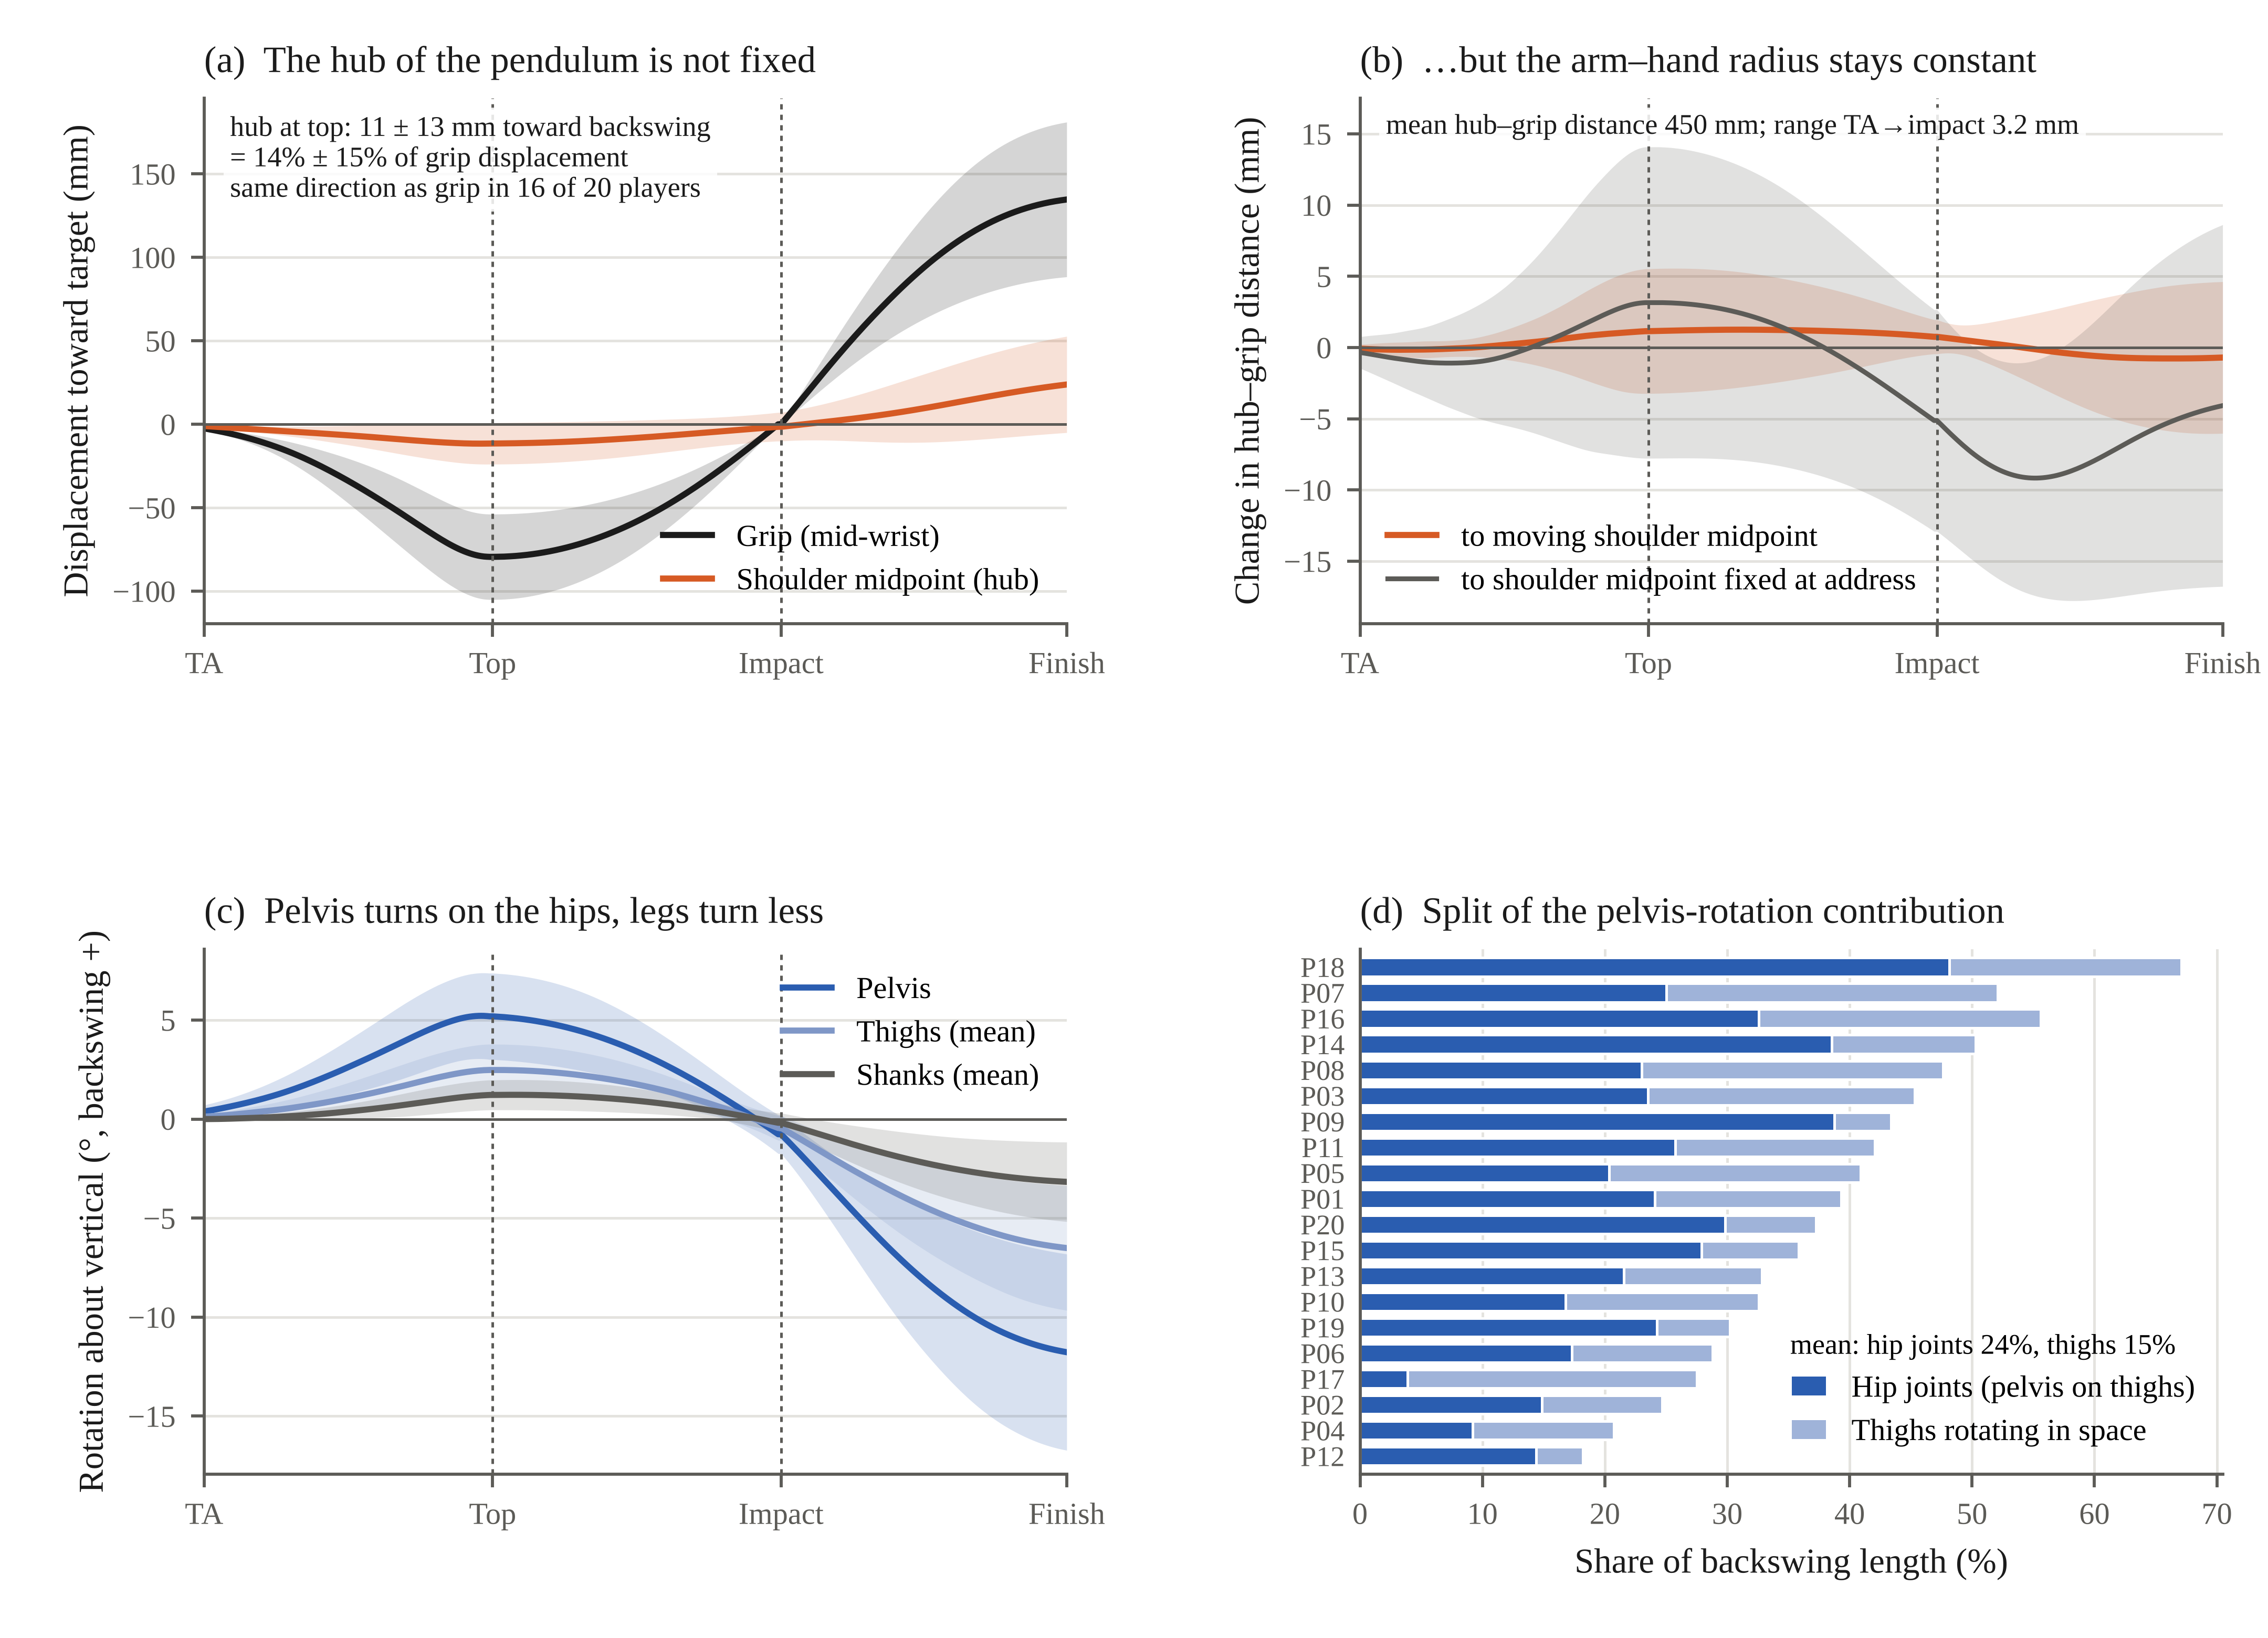 (a) The hub of the pendulum is not fixed
Displacement toward target (mm)
150
100
50
0
−50
−100
hub at top: 11 ± 13 mm toward backswing
= 14% ± 15% of grip displacement
same direction as grip in 16 of 20 players
Grip (mid-wrist)
Shoulder midpoint (hub)
TA
Top
Impact
Finish
(b) …but the arm–hand radius stays constant
Change in hub–grip distance (mm)
15
10
5
0
−5
−10
−15
mean hub–grip distance 450 mm; range TA→impact 3.2 mm
to moving shoulder midpoint
to shoulder midpoint fixed at address
TA
Top
Impact
Finish
(c) Pelvis turns on the hips, legs turn less
Rotation about vertical (°, backswing +)
5
0
−5
−10
−15
Pelvis
Thighs (mean)
Shanks (mean)
TA
Top
Impact
Finish
(d) Split of the pelvis-rotation contribution
P18
P07
P16
P14
P08
P03
P09
P11
P05
P01
P20
P15
P13
P10
P19
P06
P17
P02
P04
P12
mean: hip joints 24%, thighs 15%
Hip joints (pelvis on thighs)
Thighs rotating in space
0
10
20
30
40
50
60
70
Share of backswing length (%)